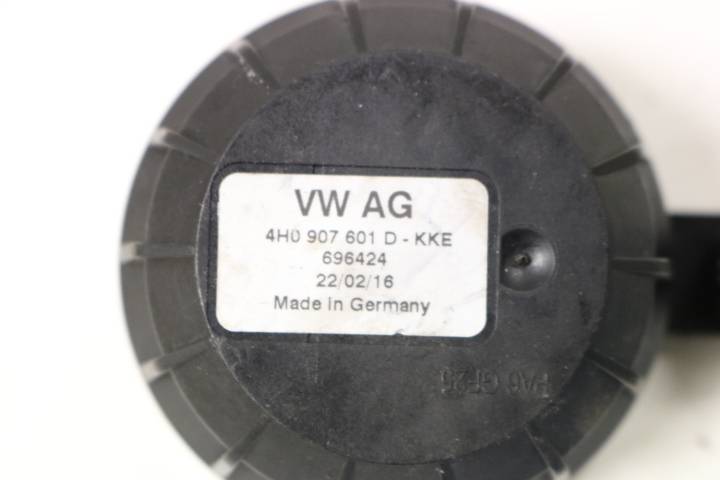 VW AG
4H0 907 601 D - KKE
696424
22/02/16
Made in Germany